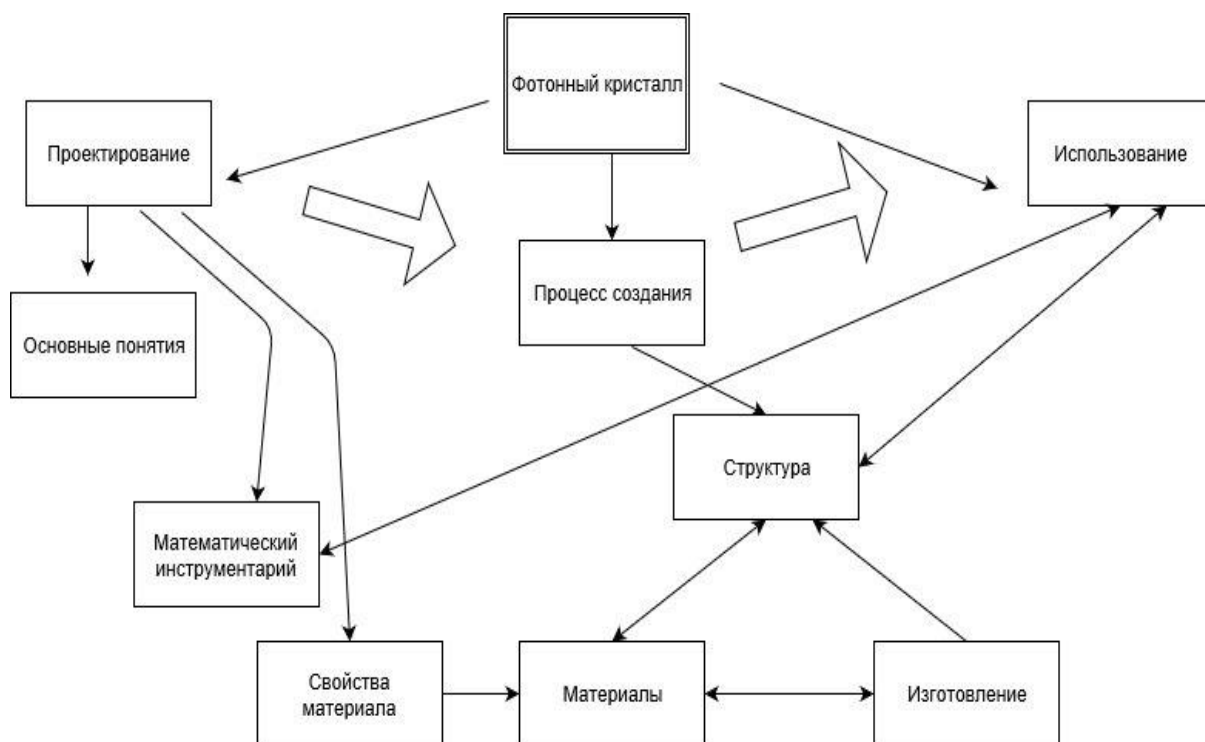 Фотонный кристалл
Проектирование
Использование
Процесс создания
Основные понятия
Структура
Математический
инструментарий
Свойства
материала
Материалы
Изготовление